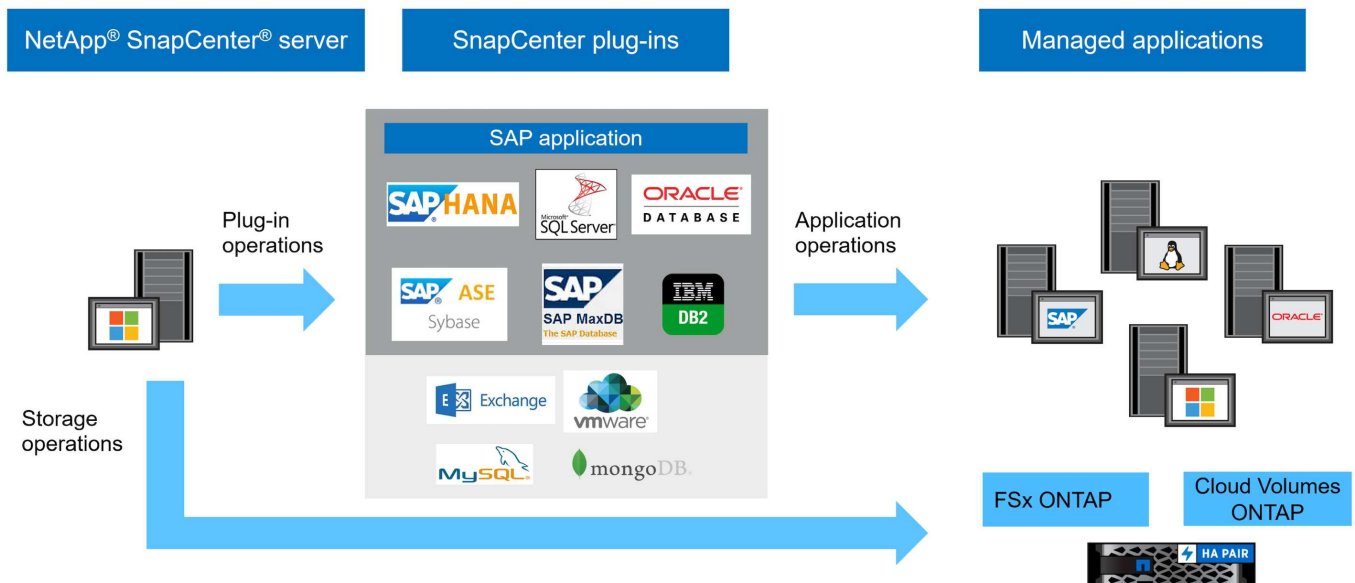 NetApp® SnapCenter® server
SnapCenter plug-ins
Managed applications
SAP application
SAP® HANA
Microsoft®
SQL Server®
ORACLE®
DATABASE
Plug-in
operations
Application
operations
SAP® ASE
Sybase
SAP
SAP MaxDB
The SAP Database
IBM
DB2
SAP
ORACLE®
E Exchange
vmware®
MySQL®
mongoDB®
Storage
operations
FSx ONTAP
Cloud Volumes
ONTAP
HA PAIR